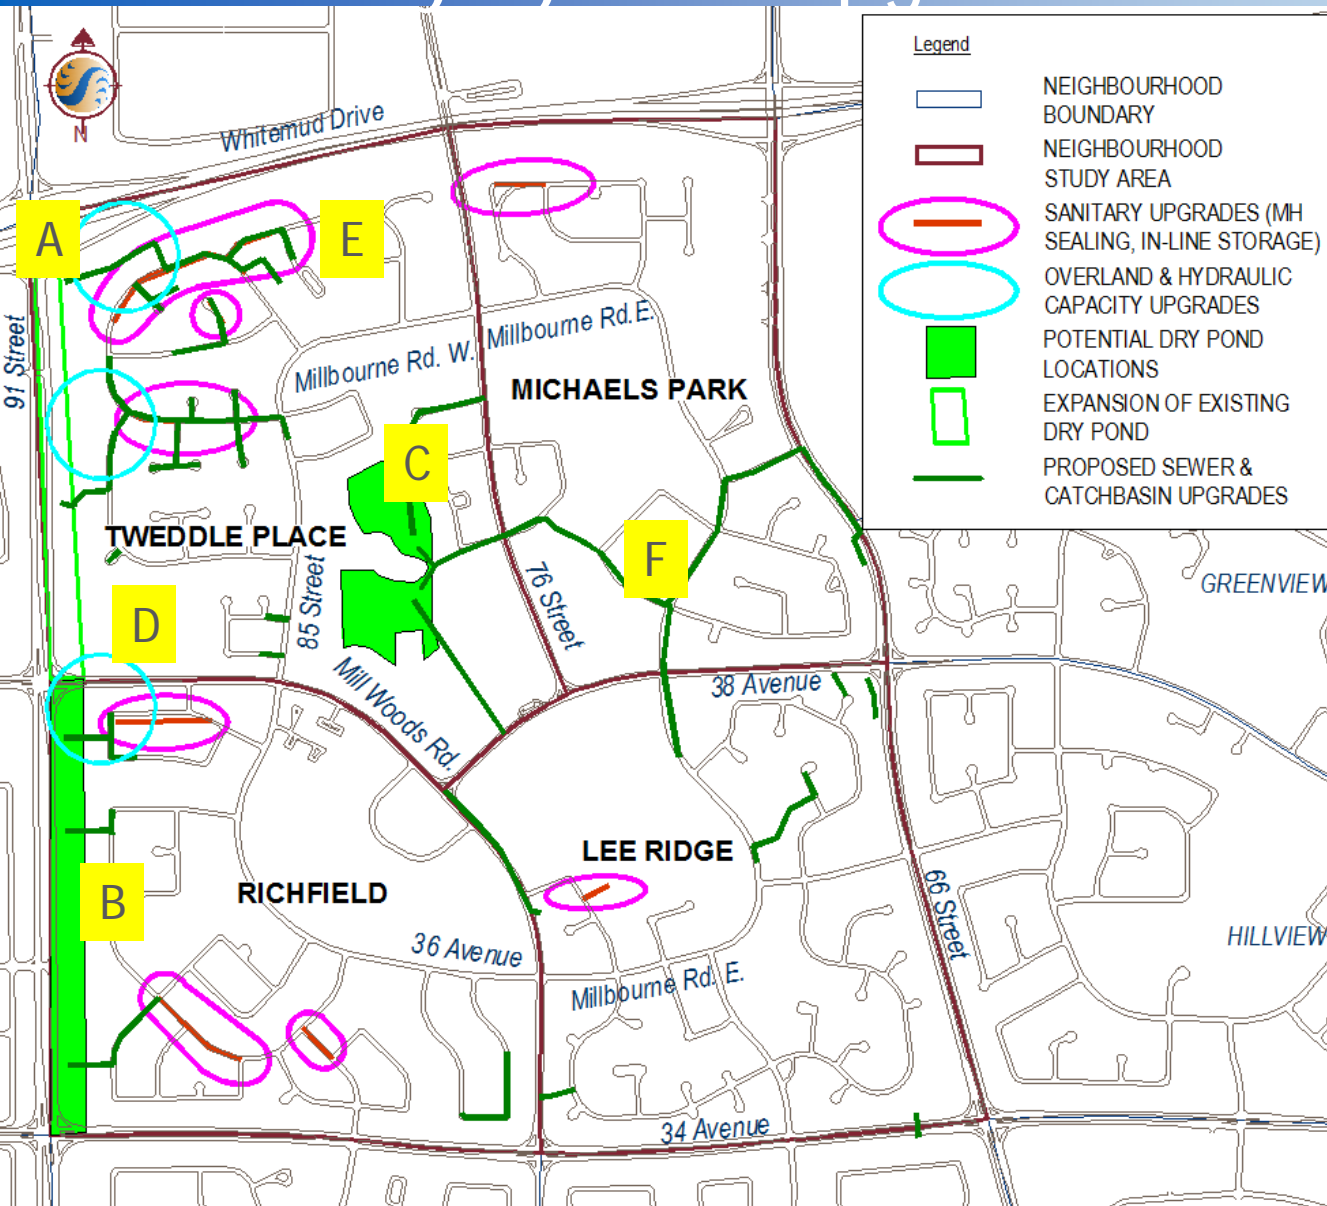 Legend
NEIGHBOURHOOD
BOUNDARY
NEIGHBOURHOOD
STUDY AREA
SANITARY UPGRADES (MH
SEALING, IN-LINE STORAGE)
OVERLAND & HYDRAULIC
CAPACITY UPGRADES
POTENTIAL DRY POND
LOCATIONS
EXPANSION OF EXISTING
DRY POND
PROPOSED SEWER &
CATCHBASIN UPGRADES
N
Whitemud Drive
A
E
91 Street
Millbourne Rd. W.
Millbourne Rd.E.
MICHAELS PARK
C
TWEDDLE PLACE
F
76 Street
85 Street
GREENVIEW
D
Mill Woods Rd.
38 Avenue
LEE RIDGE
B
RICHFIELD
66 Street
36 Avenue
HILLVIEW
Millbourne Rd. E.
34 Avenue